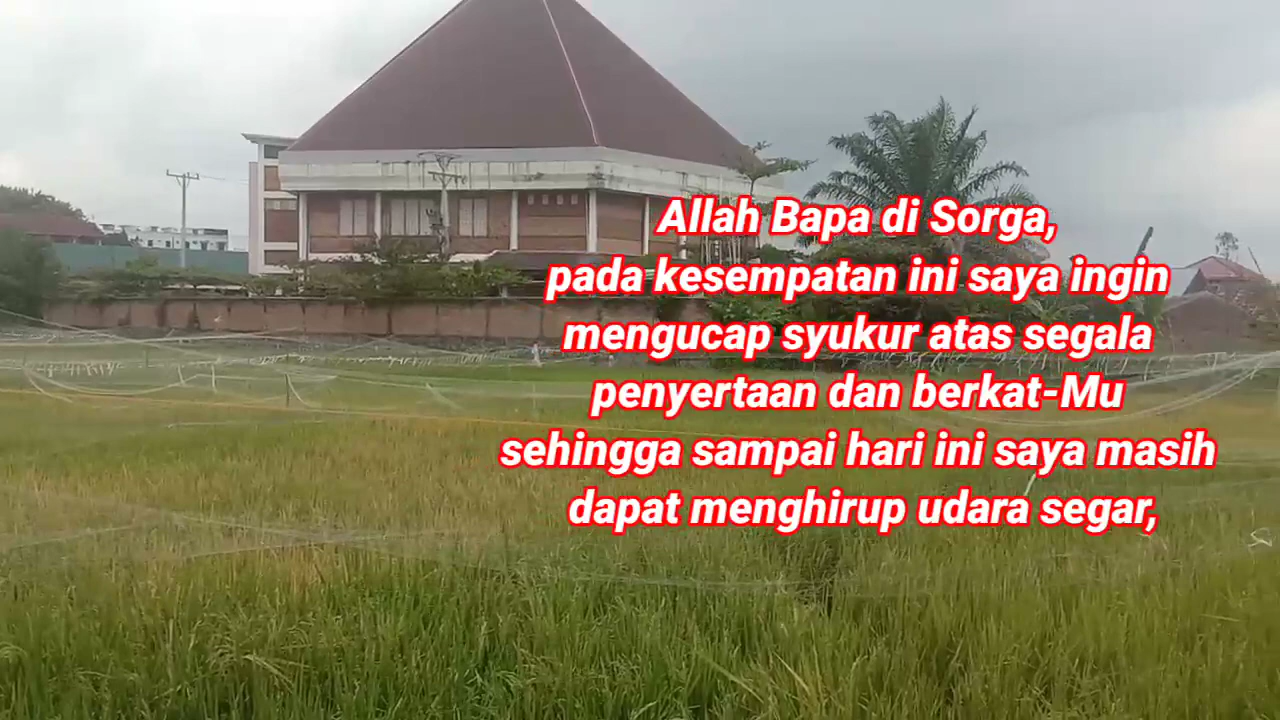 Allah Bapa di Sorga,
pada kesempatan ini saya ingin
mengucap syukur atas segala
penyertaan dan berkat-Mu
sehingga sampai hari ini saya masih
dapat menghirup udara segar,